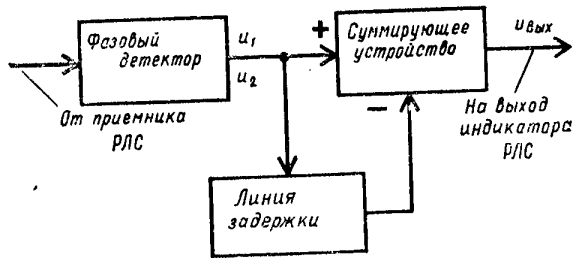 Фазовый
детектор
u₁
u₂
+
Суммирующее
устройство
uвых
От приемника
РЛС
−
На выход
индикатора
РЛС
Линия
задержки